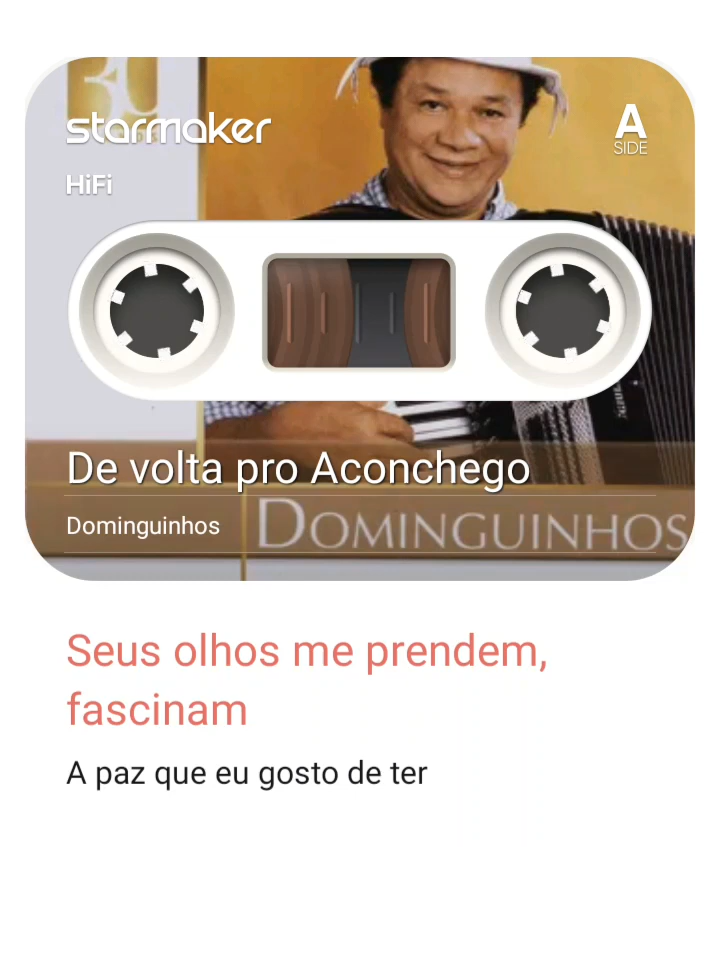 30
starmaker
A
SIDE
HiFi
De volta pro Aconchego
Dominguinhos
DOMINGUINHOS
Seus olhos me prendem,
fascinam
A paz que eu gosto de ter